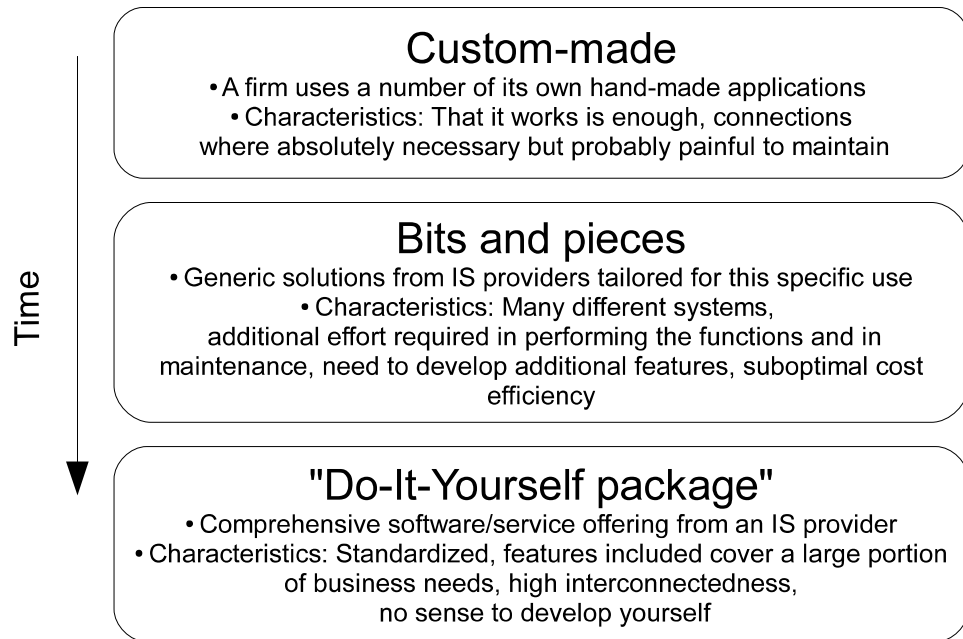 Time
Custom-made
• A firm uses a number of its own hand-made applications
• Characteristics: That it works is enough, connections
where absolutely necessary but probably painful to maintain
Bits and pieces
• Generic solutions from IS providers tailored for this specific use
• Characteristics: Many different systems,
additional effort required in performing the functions and in
maintenance, need to develop additional features, suboptimal cost
efficiency
"Do-It-Yourself package"
• Comprehensive software/service offering from an IS provider
• Characteristics: Standardized, features included cover a large portion
of business needs, high interconnectedness,
no sense to develop yourself